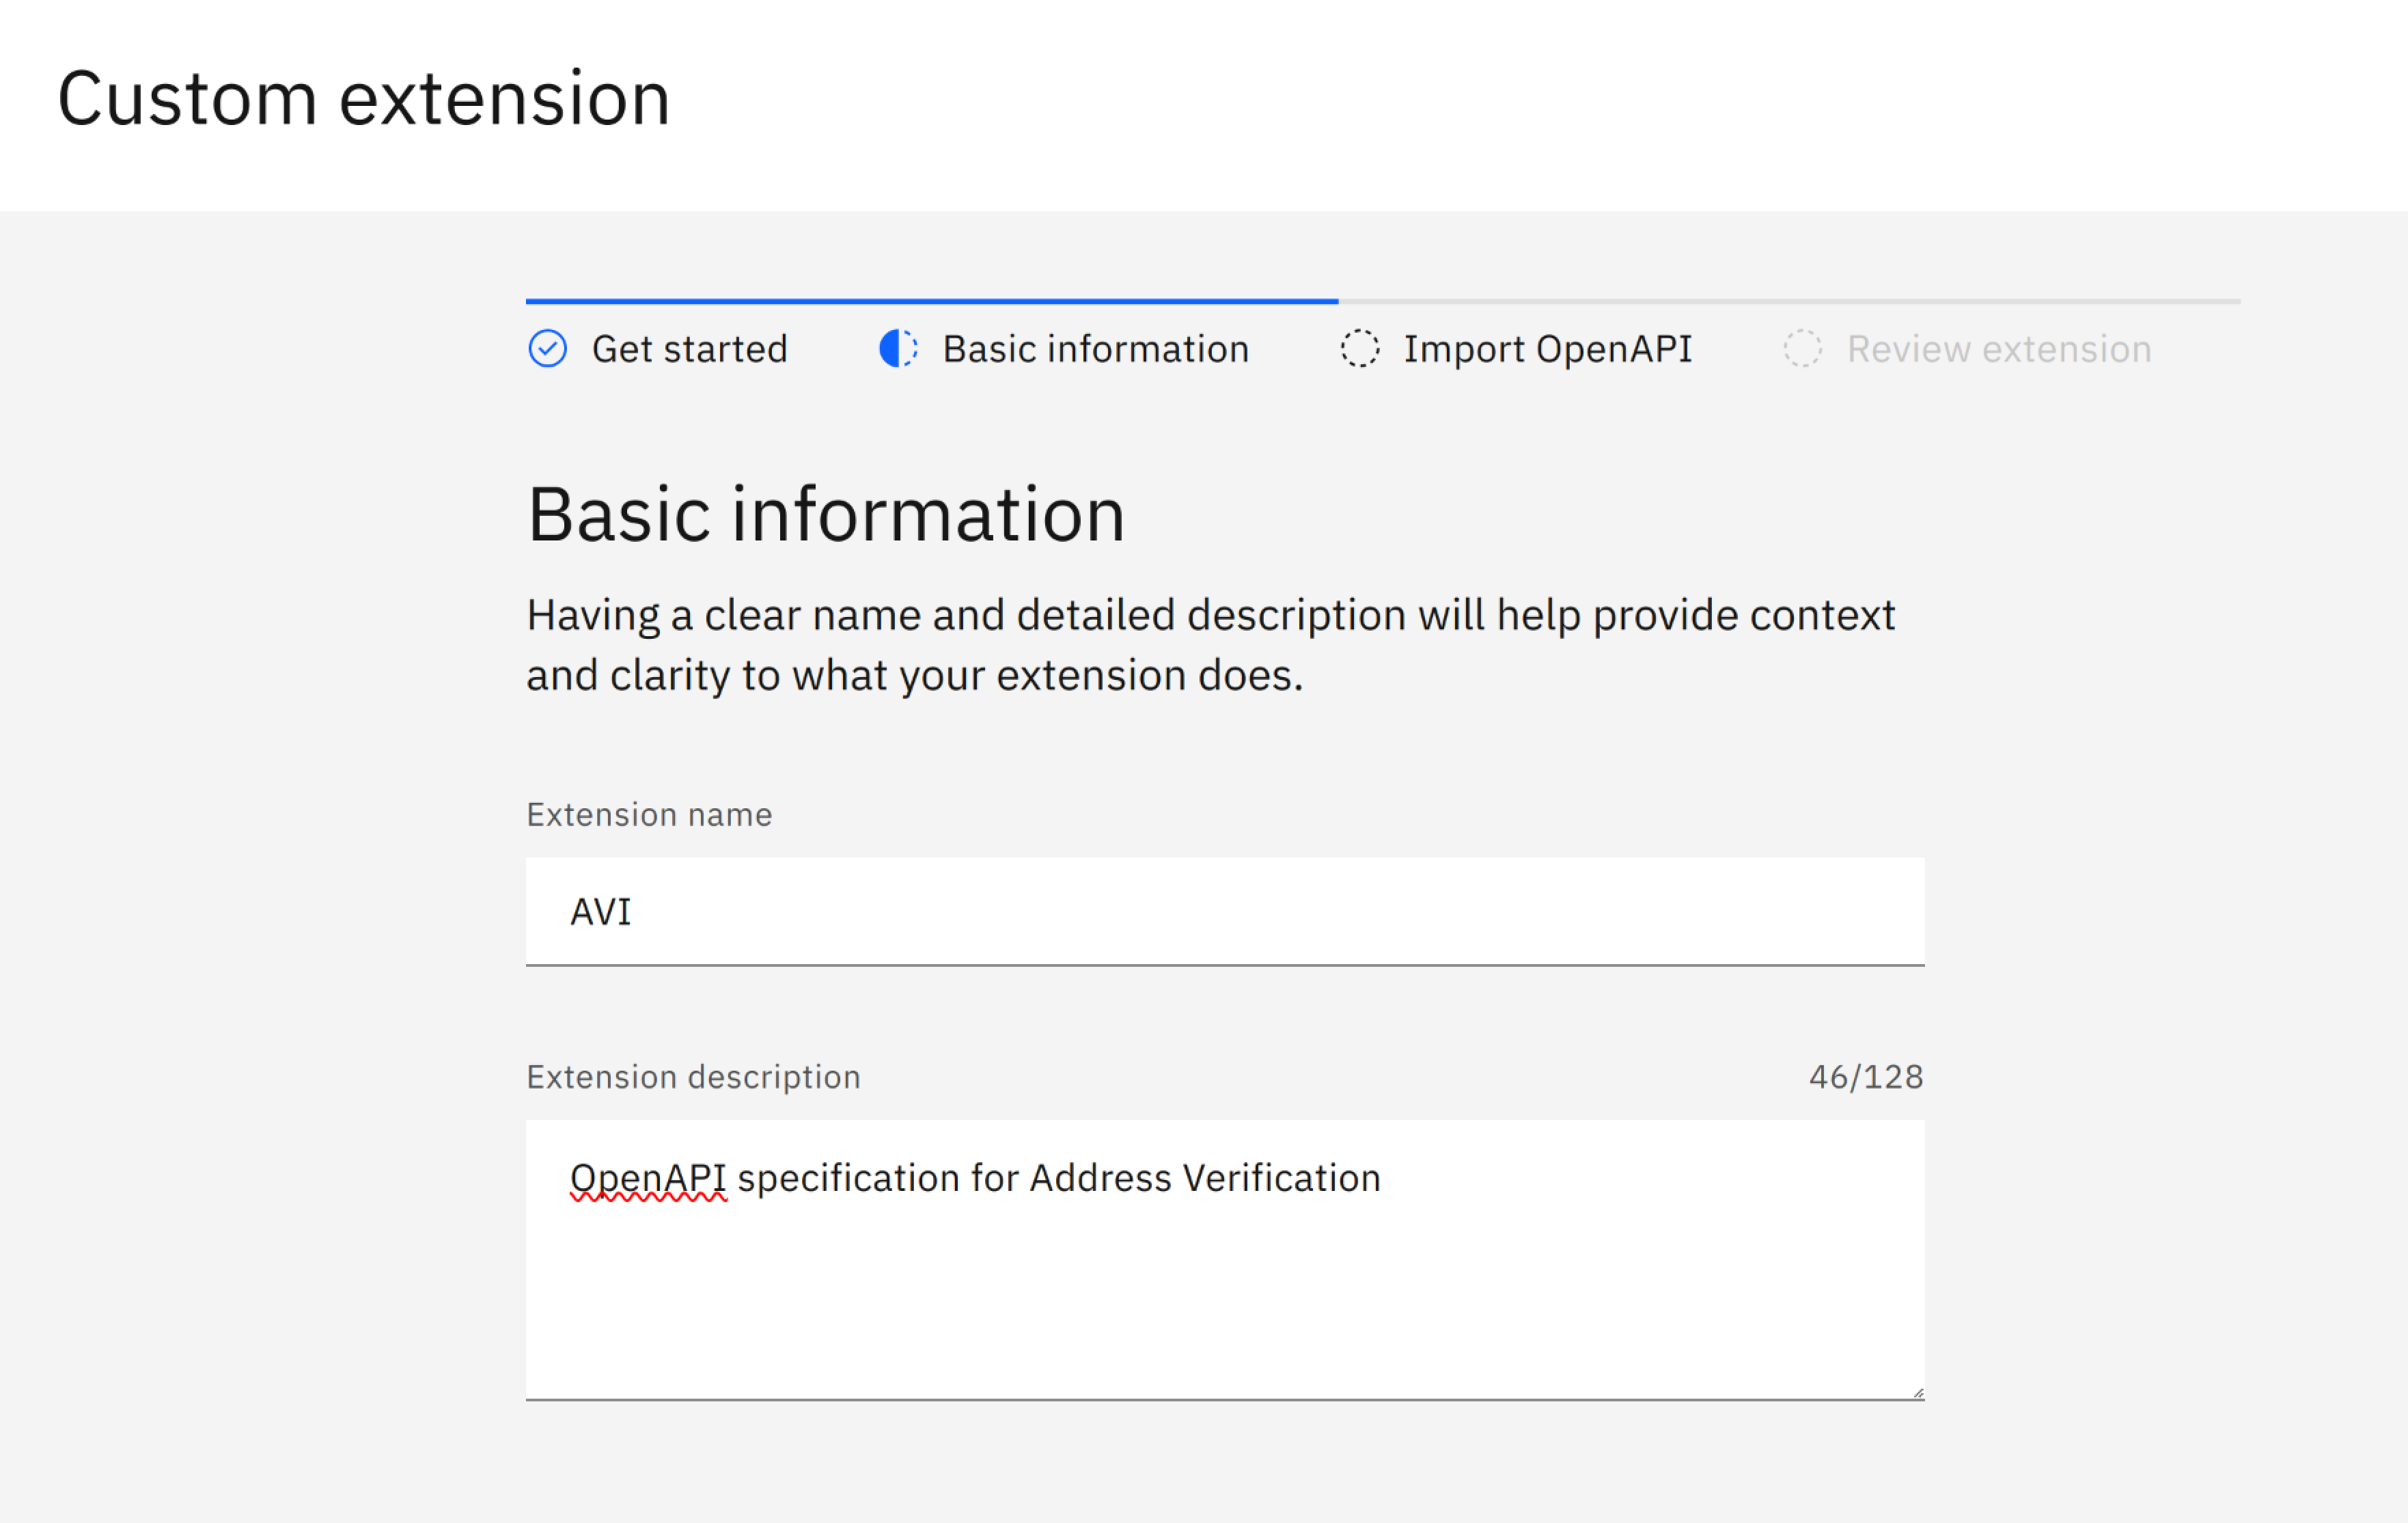 Custom extension
Get started
Basic information
Import OpenAPI
Review extension
Basic information
Having a clear name and detailed description will help provide context
and clarity to what your extension does.
Extension name
AVI
Extension description
46/128
OpenAPI specification for Address Verification